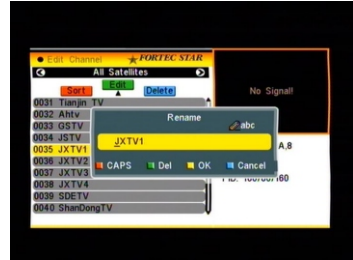 Edit Channel FORTEC STAR
All Satellites
Sort Edit Delete
No Signal!
0031 Tianjin TV
0032 Ahtv
0033 GSTV
0034 JSTV
0035 JXTV1
0036 JXTV2
0037 JXTV3
0038 JXTV4
0039 SDETV
0040 ShanDongTV
Rename
abc
JXTV1
CAPS Del OK Cancel
A,8